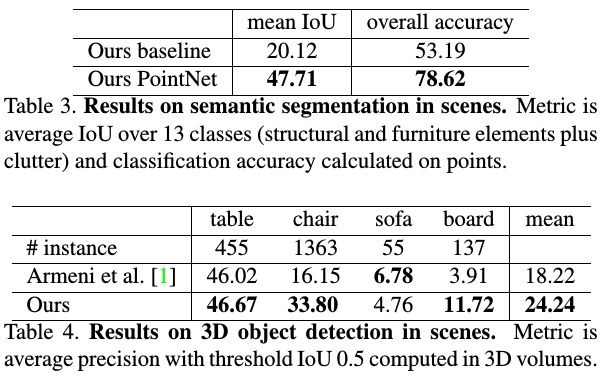 mean IoU overall accuracy
Ours baseline 20.12 53.19
Ours PointNet 47.71 78.62
Table 3. Results on semantic segmentation in scenes. Metric is
average IoU over 13 classes (structural and furniture elements plus
clutter) and classification accuracy calculated on points.
table chair sofa board mean
# instance 455 1363 55 137
Armeni et al. [1] 46.02 16.15 6.78 3.91 18.22
Ours 46.67 33.80 4.76 11.72 24.24
Table 4. Results on 3D object detection in scenes. Metric is
average precision with threshold IoU 0.5 computed in 3D volumes.